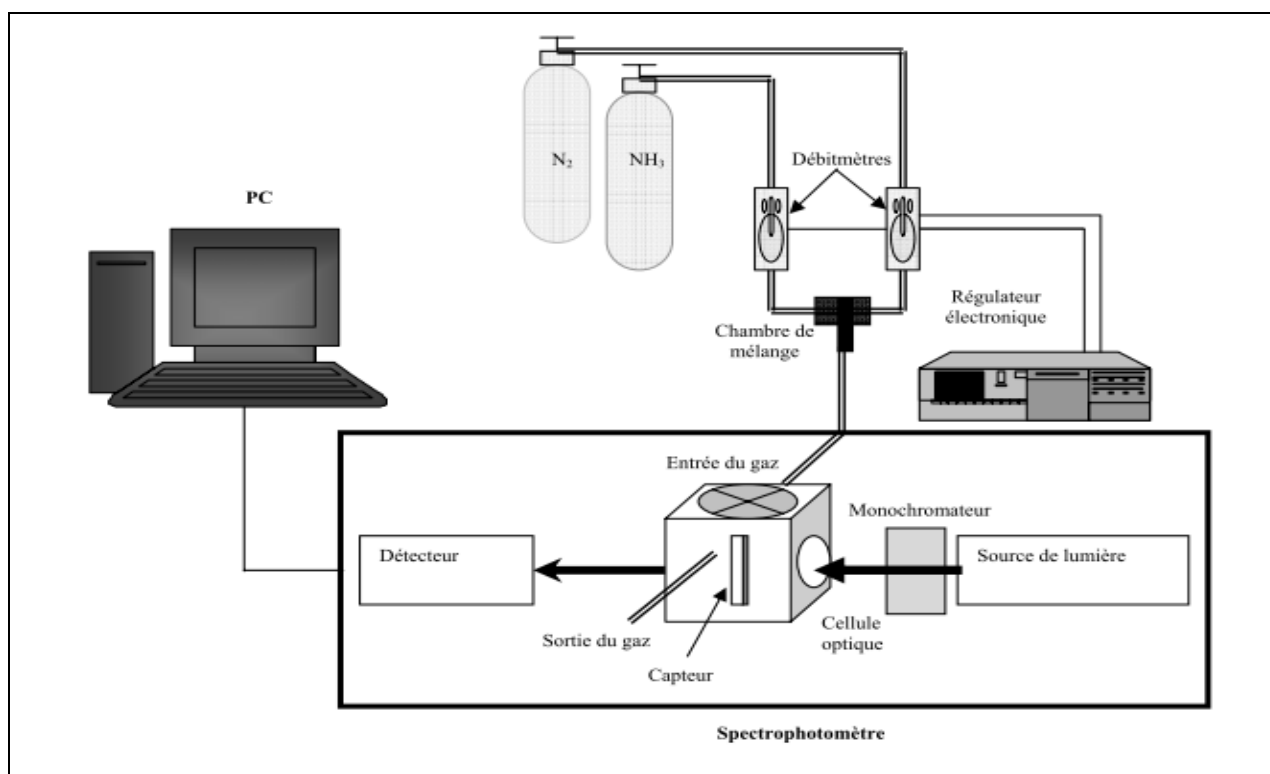 N₂
NH₃
Débitmètres
PC
Régulateur
électronique
Chambre de
mélange
Entrée du gaz
Monochromateur
Détecteur
Source de lumière
Cellule
optique
Sortie du gaz
Capteur
Spectrophotomètre